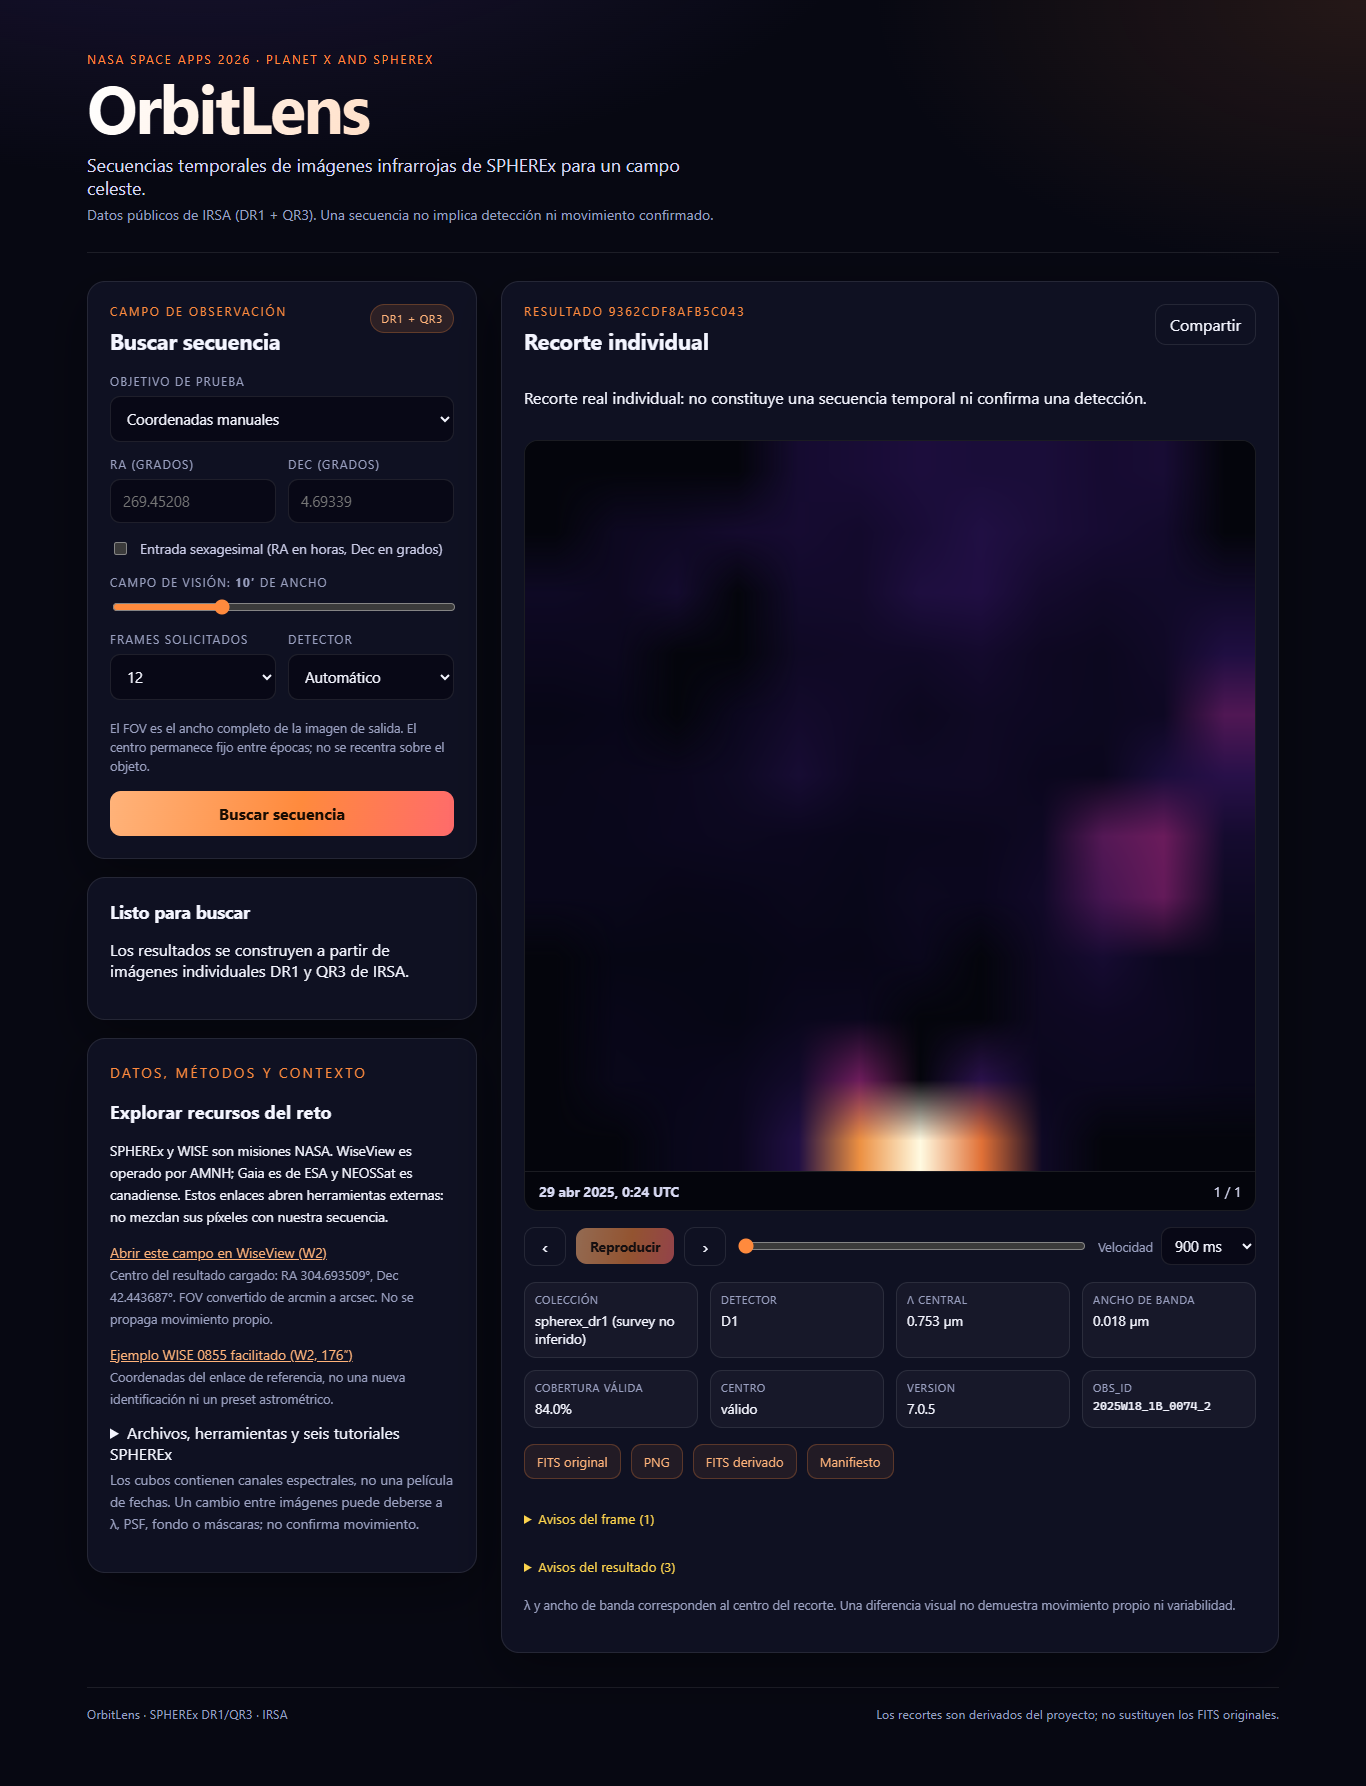 NASA SPACE APPS 2026 · PLANET X AND SPHEREX
OrbitLens
Secuencias temporales de imágenes infrarrojas de SPHEREx para un campo
celeste.
Datos públicos de IRSA (DR1 + QR3). Una secuencia no implica detección ni movimiento confirmado.
CAMPO DE OBSERVACIÓN
DR1 + QR3
Buscar secuencia
OBJETIVO DE PRUEBA
Coordenadas manuales
RA (GRADOS) DEC (GRADOS)
269.45208 4.69339
Entrada sexagesimal (RA en horas, Dec en grados)
CAMPO DE VISIÓN: 10′ DE ANCHO
FRAMES SOLICITADOS DETECTOR
12 Automático
El FOV es el ancho completo de la imagen de salida. El
centro permanece fijo entre épocas; no se recentra sobre el
objeto.
Buscar secuencia
Listo para buscar
Los resultados se construyen a partir de
imágenes individuales DR1 y QR3 de IRSA.
DATOS, MÉTODOS Y CONTEXTO
Explorar recursos del reto
SPHEREx y WISE son misiones NASA. WiseView es
operado por AMNH; Gaia es de ESA y NEOSSat es
canadiense. Estos enlaces abren herramientas externas:
no mezclan sus píxeles con nuestra secuencia.
Abrir este campo en WiseView (W2)
Centro del resultado cargado: RA 304.693509°, Dec
42.443687°. FOV convertido de arcmin a arcsec. No se
propaga movimiento propio.
Ejemplo WISE 0855 facilitado (W2, 176″)
Coordenadas del enlace de referencia, no una nueva
identificación ni un preset astrométrico.
▶ Archivos, herramientas y seis tutoriales
SPHEREx
Los cubos contienen canales espectrales, no una película
de fechas. Un cambio entre imágenes puede deberse a
λ, PSF, fondo o máscaras; no confirma movimiento.
RESULTADO 9362CDF8AFB5C043
Recorte individual
Compartir
Recorte real individual: no constituye una secuencia temporal ni confirma una detección.
29 abr 2025, 0:24 UTC 1 / 1
‹ Reproducir › Velocidad 900 ms
COLECCIÓN
spherex_dr1 (survey no
inferido)
DETECTOR
D1
Λ CENTRAL
0.753 µm
ANCHO DE BANDA
0.018 µm
COBERTURA VÁLIDA
84.0%
CENTRO
válido
VERSION
7.0.5
OBS_ID
2025W18_1B_0074_2
FITS original PNG FITS derivado Manifiesto
▶ Avisos del frame (1)
▶ Avisos del resultado (3)
λ y ancho de banda corresponden al centro del recorte. Una diferencia visual no demuestra movimiento propio ni variabilidad.
OrbitLens · SPHEREx DR1/QR3 · IRSA
Los recortes son derivados del proyecto; no sustituyen los FITS originales.